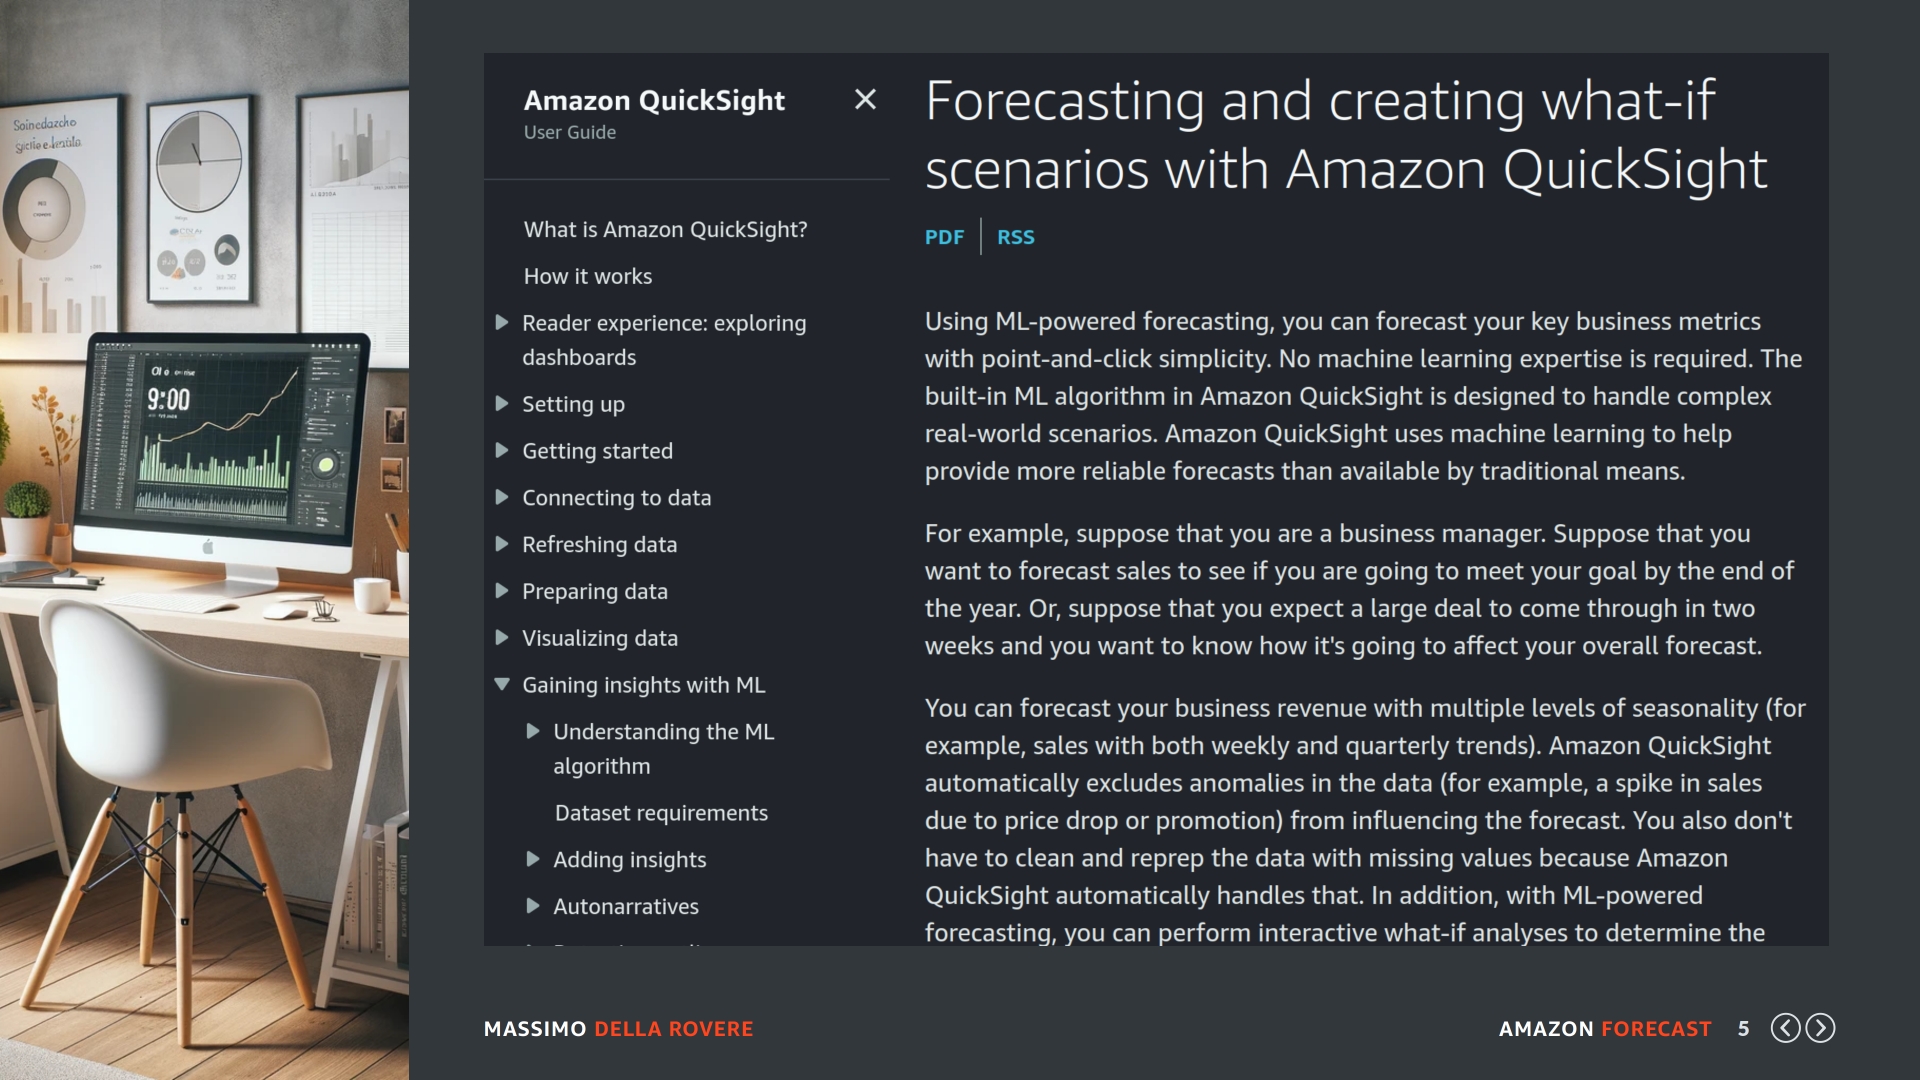 Amazon QuickSight
User Guide
What is Amazon QuickSight?
How it works
Reader experience: exploring
dashboards
Setting up
Getting started
Connecting to data
Refreshing data
Preparing data
Visualizing data
Gaining insights with ML
Understanding the ML
algorithm
Dataset requirements
Adding insights
Autonarratives
Forecasting and creating what-if
scenarios with Amazon QuickSight
PDF
RSS
Using ML-powered forecasting, you can forecast your key business metrics
with point-and-click simplicity. No machine learning expertise is required. The
built-in ML algorithm in Amazon QuickSight is designed to handle complex
real-world scenarios. Amazon QuickSight uses machine learning to help
provide more reliable forecasts than available by traditional means.
For example, suppose that you are a business manager. Suppose that you
want to forecast sales to see if you are going to meet your goal by the end of
the year. Or, suppose that you expect a large deal to come through in two
weeks and you want to know how it's going to affect your overall forecast.
You can forecast your business revenue with multiple levels of seasonality (for
example, sales with both weekly and quarterly trends). Amazon QuickSight
automatically excludes anomalies in the data (for example, a spike in sales
due to price drop or promotion) from influencing the forecast. You also don't
have to clean and reprep the data with missing values because Amazon
QuickSight automatically handles that. In addition, with ML-powered
forecasting, you can perform interactive what-if analyses to determine the
9:00
MASSIMO DELLA ROVERE
AMAZON FORECAST 5